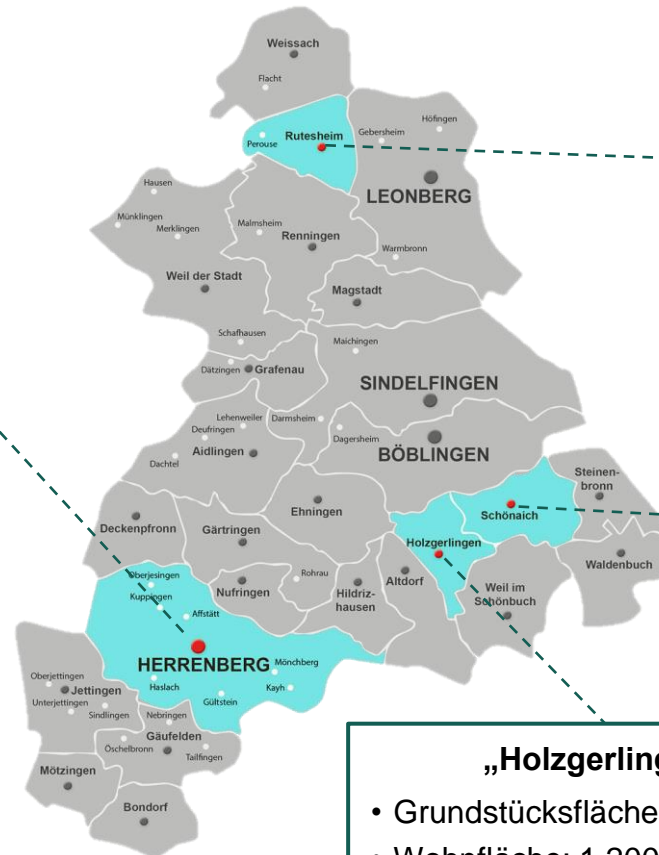 Weissach
Flacht
Rutesheim
Perouse
Gebersheim
Höfingen
LEONBERG
Hausen
Münklingen
Merklingen
Malmsheim
Renningen
Warmbronn
Weil der Stadt
Magstadt
Schafhausen
Maichingen
Dätzingen
Grafenau
SINDELFINGEN
Lehenweiler
Deufringen
Darmsheim
Dagersheim
Aidlingen
BÖBLINGEN
Dachtel
Steinen-
bronn
Ehningen
Schönaich
Deckenpfronn
Gärtringen
Holzgerlingen
Waldenbuch
Rohrau
Oberjesingen
Kuppingen
Nufringen
Hildriz-
hausen
Altdorf
Weil im
Schönbuch
Affstätt
HERRENBERG
Mönchberg
Haslach
Kayh
Gültstein
Oberjettingen
Jettingen
Unterjettingen
Sindlingen
Nebringen
Gäufelden
Öschelbronn
Tailfingen
Mötzingen
Bondorf
„Holzgerling
• Grundstücksfläche